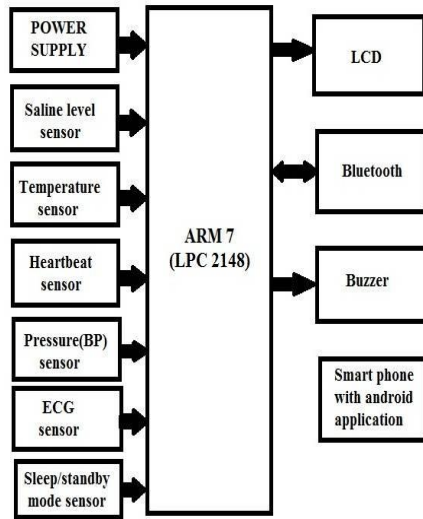 POWER
SUPPLY
Saline level
sensor
Temperature
sensor
Heartbeat
sensor
Pressure(BP)
sensor
ECG
sensor
Sleep/standby
mode sensor
ARM 7
(LPC 2148)
LCD
Bluetooth
Buzzer
Smart phone
with android
application